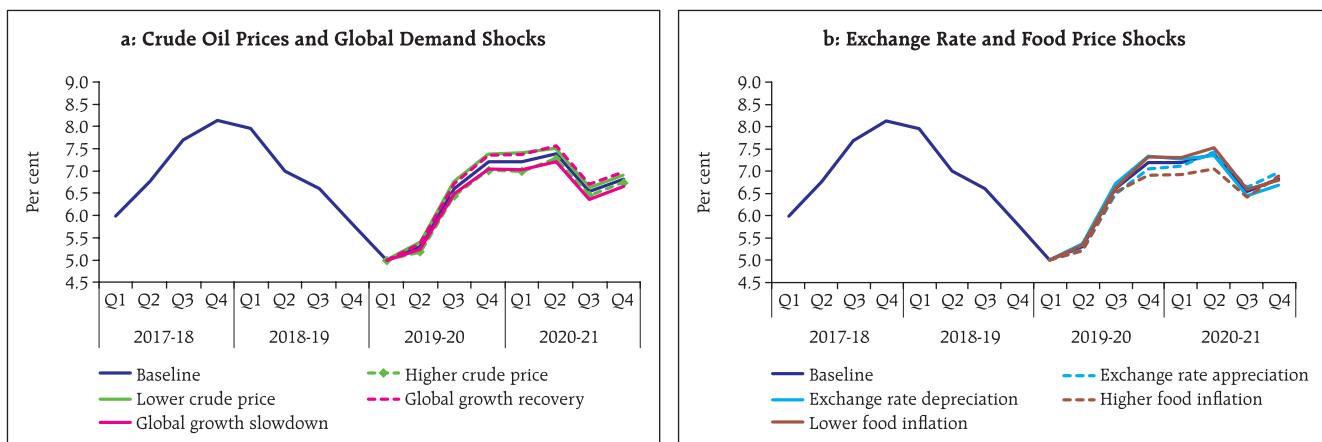 a: Crude Oil Prices and Global Demand Shocks
Per cent
9.0
8.5
8.0
7.5
7.0
6.5
6.0
5.5
5.0
4.5
Q1 Q2 Q3 Q4 Q1 Q2 Q3 Q4 Q1 Q2 Q3 Q4 Q1 Q2 Q3 Q4
2017-18 2018-19 2019-20 2020-21
Baseline Higher crude price
Lower crude price Global growth recovery
Global growth slowdown
b: Exchange Rate and Food Price Shocks
Per cent
9.0
8.5
8.0
7.5
7.0
6.5
6.0
5.5
5.0
4.5
Q1 Q2 Q3 Q4 Q1 Q2 Q3 Q4 Q1 Q2 Q3 Q4 Q1 Q2 Q3 Q4
2017-18 2018-19 2019-20 2020-21
Baseline Exchange rate appreciation
Exchange rate depreciation Higher food inflation
Lower food inflation